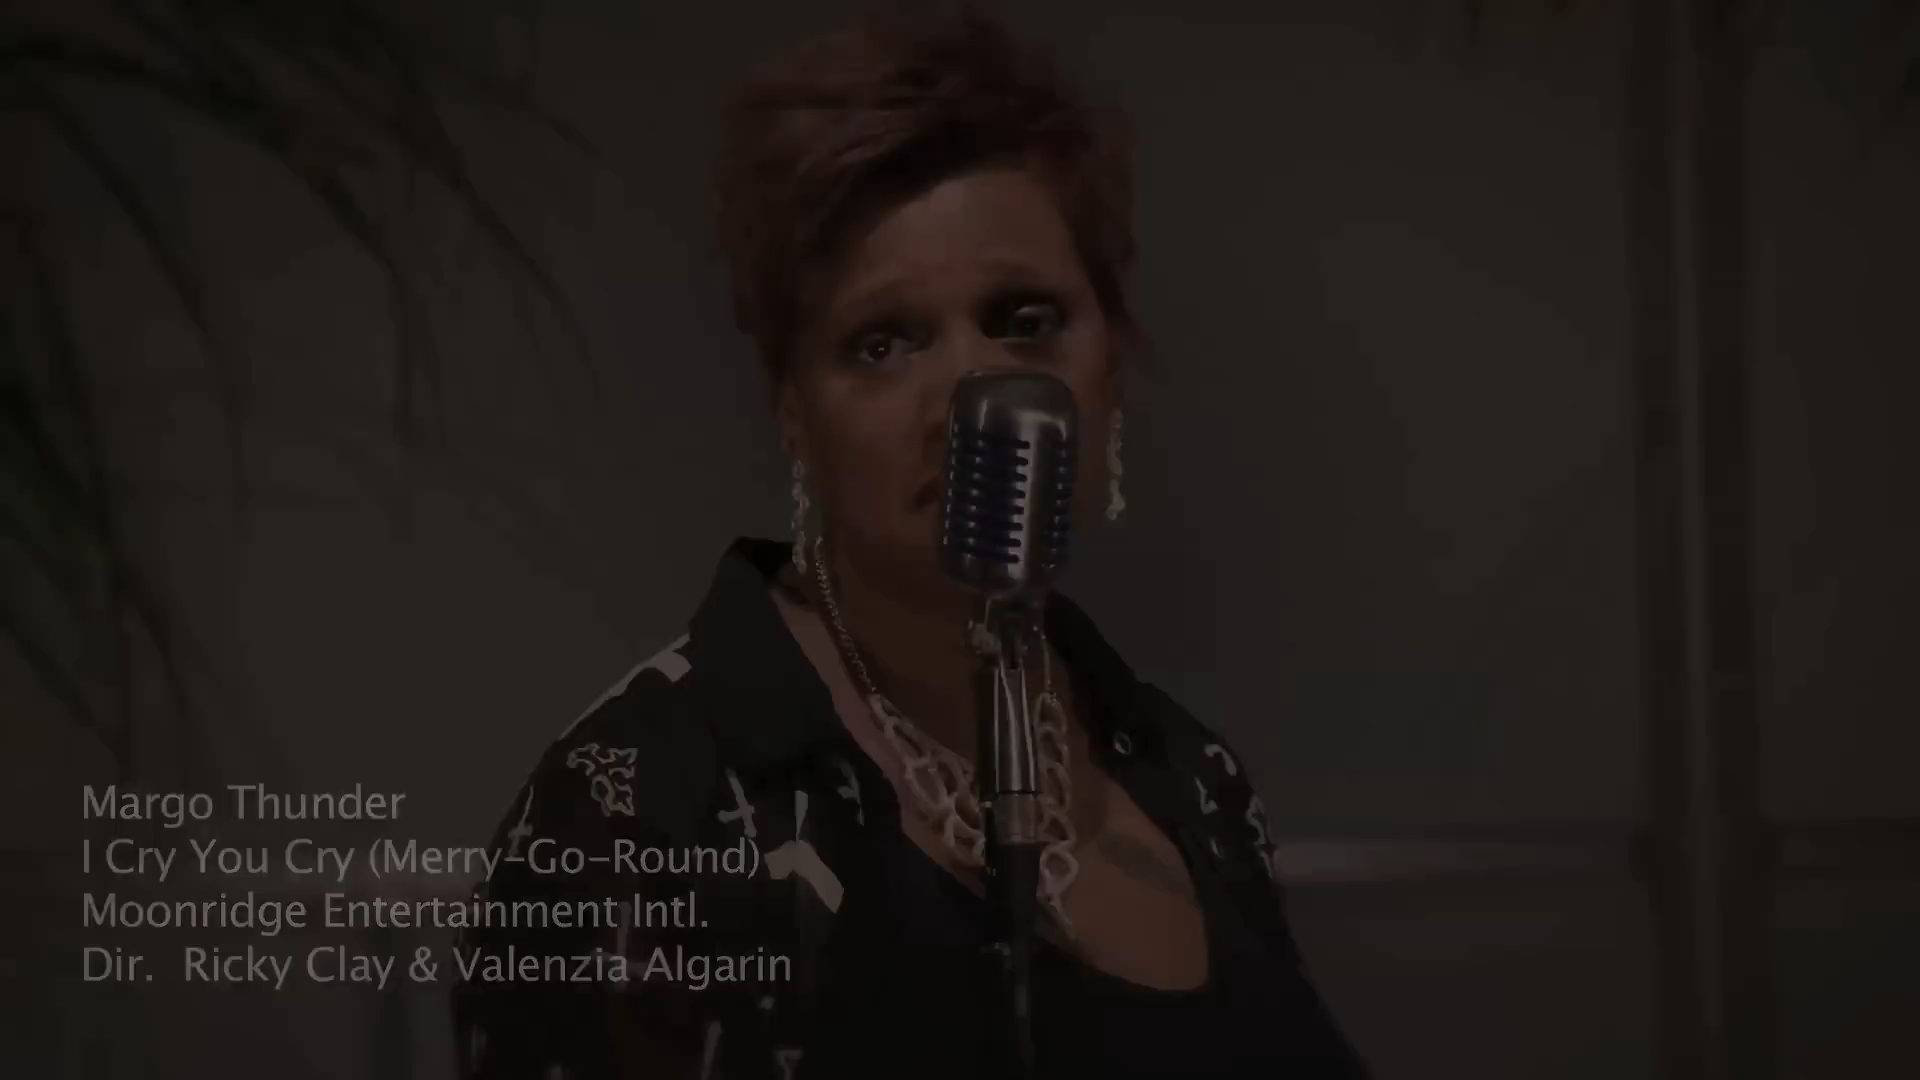 Margo Thunder
I Cry You Cry (Merry-Go-Round)
Moonridge Entertainment Intl.
Dir.  Ricky Clay & Valenzia Algarin